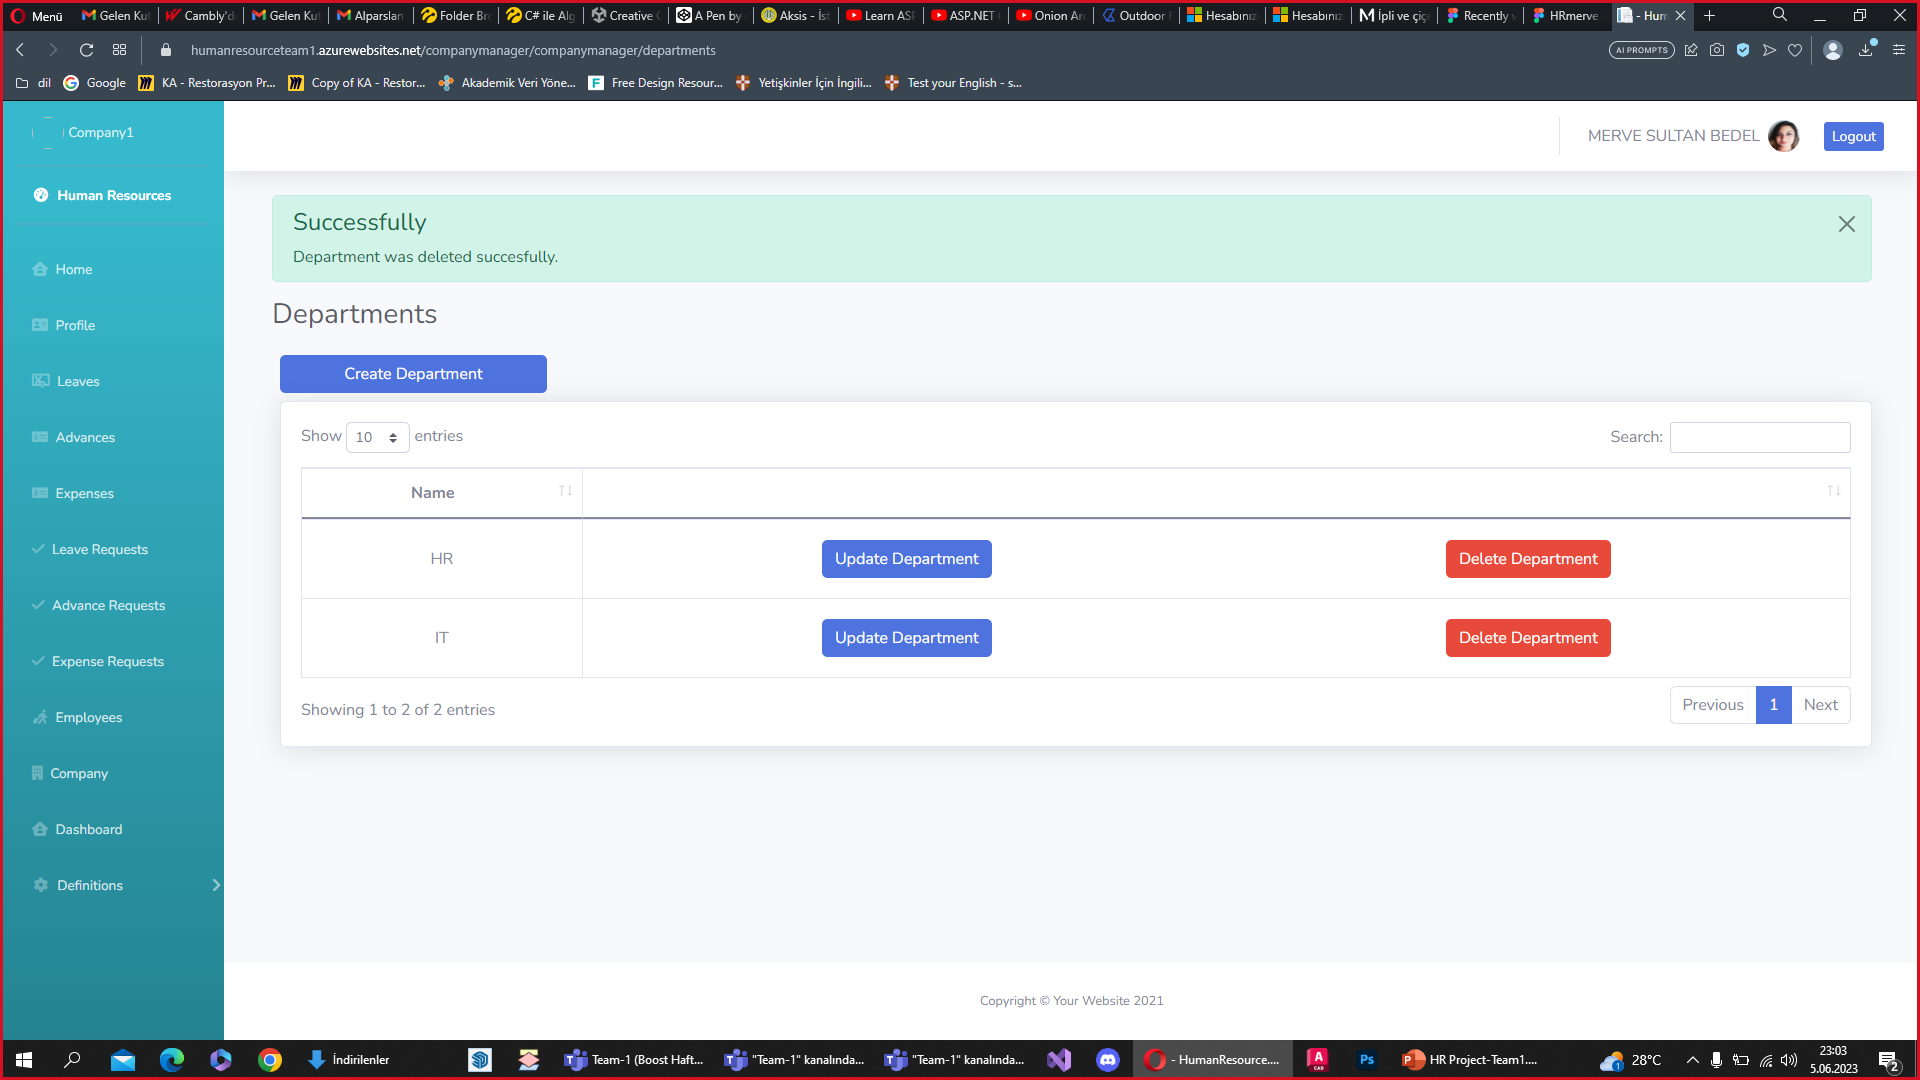 Menü Gelen Kut Cambly'd Gelen Kut Alparslan Folder Br C# ile Alg Creative C A Pen by Aksis - İst Learn ASP ASP.NET C Onion Arc Outdoor F Hesabınız Hesabınız İpli ve çiç Recently v HRmerve - Hum
humanresourceteam1.azurewebsites.net/companymanager/companymanager/departments AI PROMPTS
dil Google KA - Restorasyon Pr... Copy of KA - Restor... Akademik Veri Yöne... Free Design Resour... Yetişkinler İçin İngili... Test your English - s...
Company1
MERVE SULTAN BEDEL Logout
Human Resources
Home
Profile
Leaves
Advances
Expenses
Leave Requests
Advance Requests
Expense Requests
Employees
Company
Dashboard
Definitions
Successfully
Department was deleted succesfully.
Departments
Create Department
Show 10 entries Search:
Name
HR Update Department Delete Department
IT Update Department Delete Department
Showing 1 to 2 of 2 entries Previous 1 Next
Copyright © Your Website 2021
İndirilenler Team-1 (Boost Haft... "Team-1" kanalında... "Team-1" kanalında... - HumanResource.... HR Project-Team1.... 28°C 23:03
5.06.2023 2